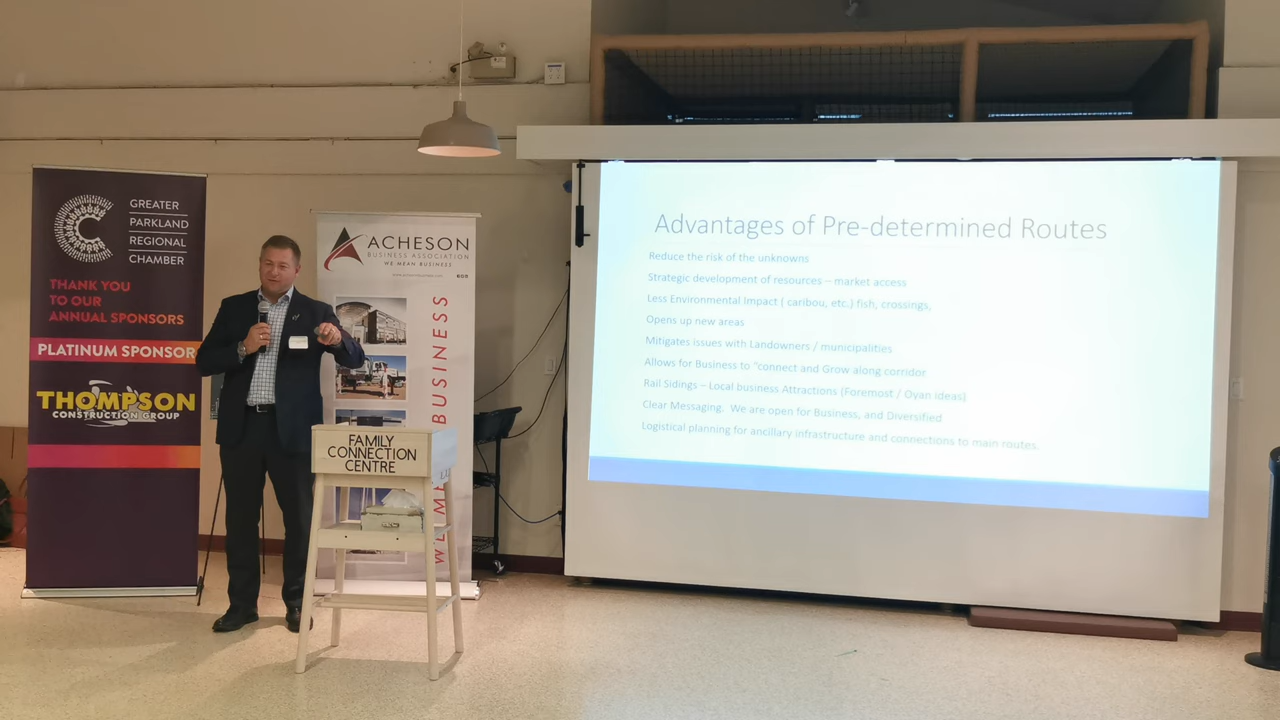 GREATER
PARKLAND
REGIONAL
CHAMBER
THANK YOU
TO OUR
ANNUAL SPONSORS
PLATINUM SPONSOR
THOMPSON
CONSTRUCTION GROUP
ACHESON
BUSINESS ASSOCIATION
WE MEAN BUSINESS
BUSINESS
FAMILY
CONNECTION
CENTRE
Advantages of Pre-determined Routes
Reduce the risk of the unknowns
Strategic development of resources – market access
Less Environmental Impact ( caribou, etc.) fish, crossings,
Opens up new areas
Mitigates issues with Landowners / municipalities
Allows for Business to "connect and Grow along corridor
Rail Sidings – Local business Attractions (Foremost / Oyan ideas)
Clear Messaging.  We are open for Business, and Diversified
Logistical planning for ancillary infrastructure and connections to main routes.